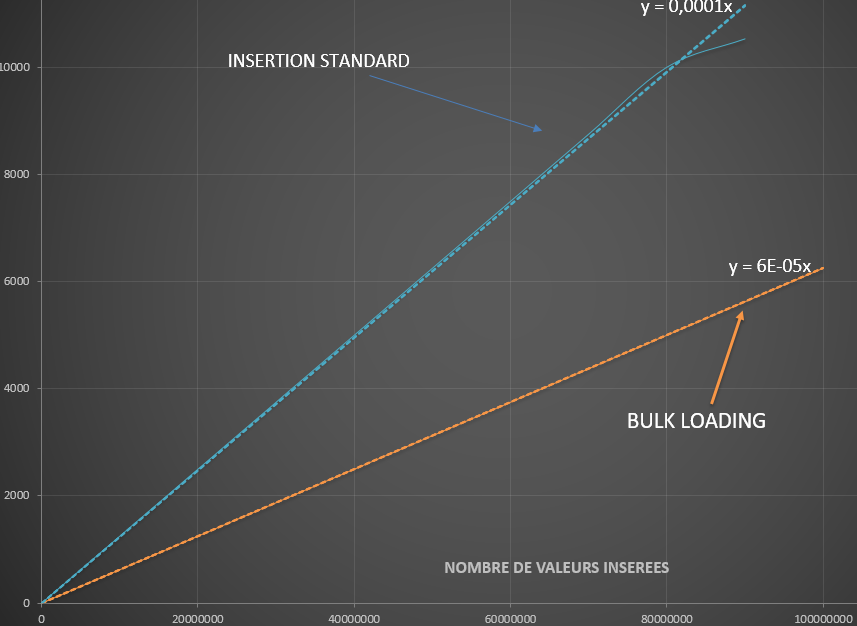 y = 0,0001x
INSERTION STANDARD
10000
8000
y = 6E-05x
6000
4000
BULK LOADING
2000
NOMBRE DE VALEURS INSEREES
0
0 20000000 40000000 60000000 80000000 100000000